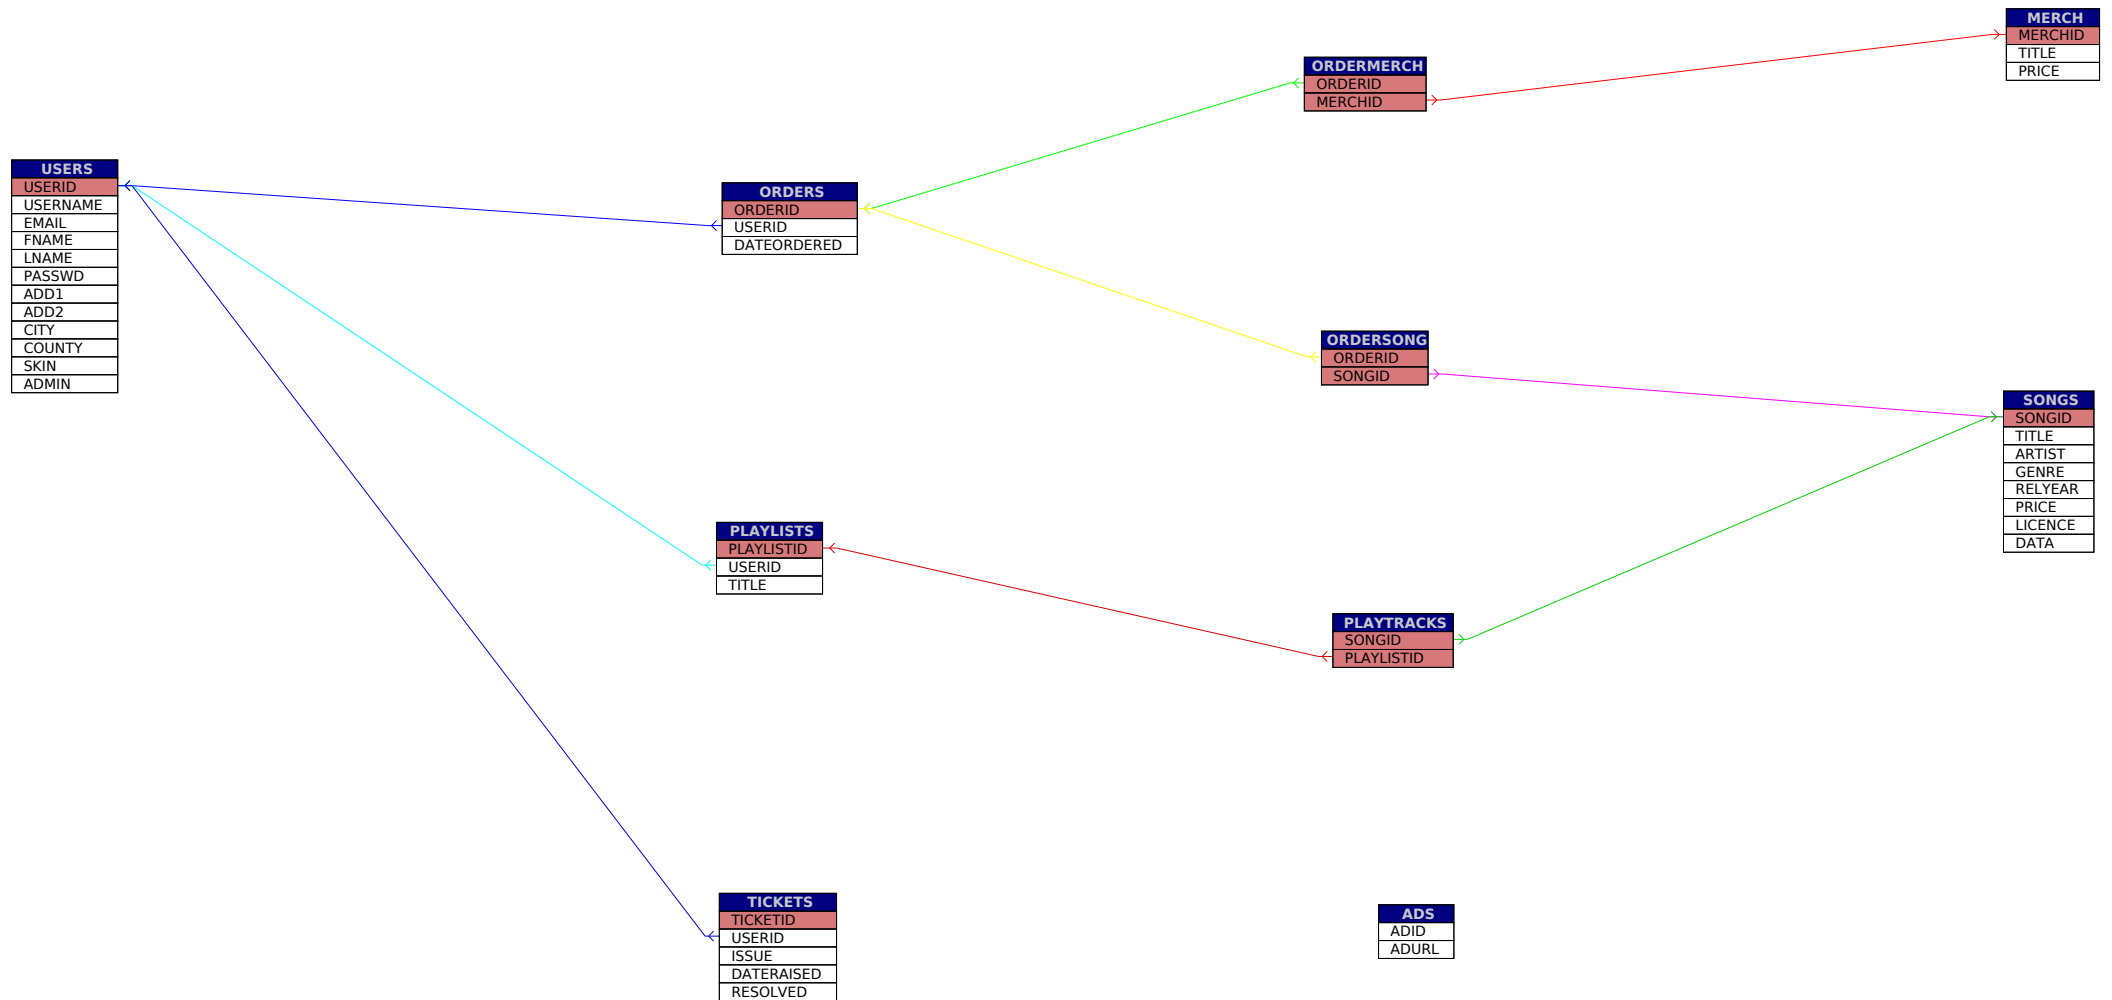 USERS
USERID
USERNAME
EMAIL
FNAME
LNAME
PASSWD
ADD1
ADD2
CITY
COUNTY
SKIN
ADMIN
ORDERS
ORDERID
USERID
DATEORDERED
PLAYLISTS
PLAYLISTID
USERID
TITLE
TICKETS
TICKETID
USERID
ISSUE
DATERAISED
RESOLVED
ORDERMERCH
ORDERID
MERCHID
ORDERSONG
ORDERID
SONGID
PLAYTRACKS
SONGID
PLAYLISTID
ADS
ADID
ADURL
MERCH
MERCHID
TITLE
PRICE
SONGS
SONGID
TITLE
ARTIST
GENRE
RELYEAR
PRICE
LICENCE
DATA